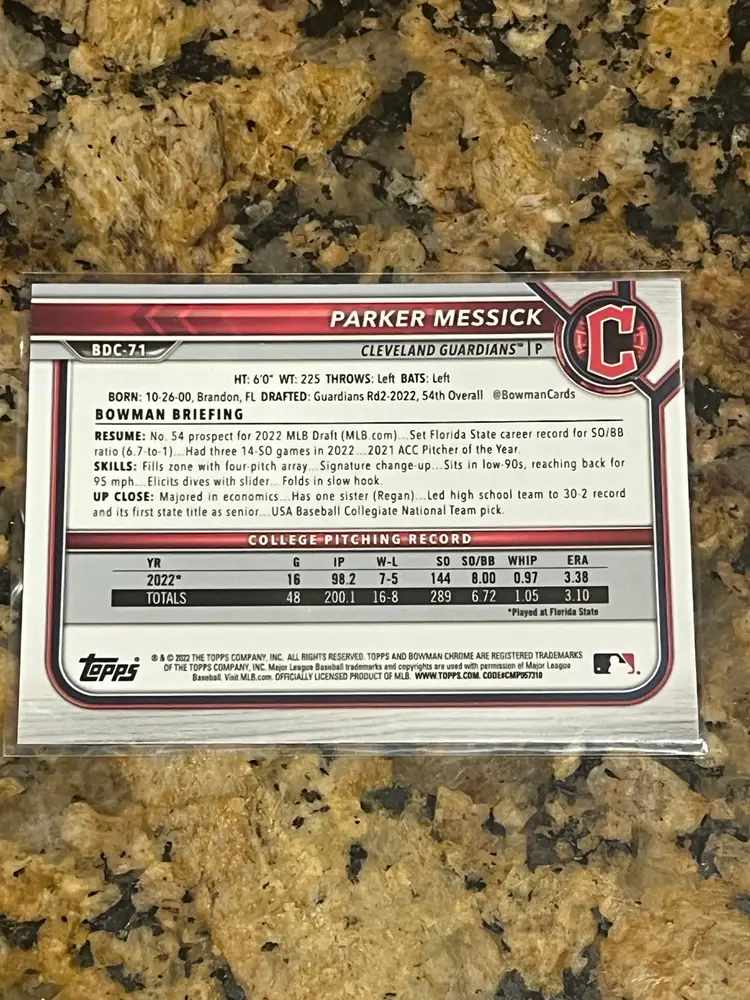 PARKER MESSICK
BDC-71
CLEVELAND GUARDIANS™ | P
C
HT: 6'0" WT: 225 THROWS: Left BATS: Left
BORN: 10-26-00, Brandon, FL DRAFTED: Guardians Rd2-2022, 54th Overall @BowmanCards
BOWMAN BRIEFING
RESUME: No. 54 prospect for 2022 MLB Draft (MLB.com)....Set Florida State career record for SO/BB
ratio (6.7-to-1)....Had three 14-SO games in 2022....2021 ACC Pitcher of the Year.
SKILLS: Fills zone with four-pitch array....Signature change-up....Sits in low-90s, reaching back for
95 mph....Elicits dives with slider....Folds in slow hook.
UP CLOSE: Majored in economics....Has one sister (Regan)....Led high school team to 30-2 record
and its first state title as senior....USA Baseball Collegiate National Team pick.
COLLEGE PITCHING RECORD
YR G IP W-L SO SO/BB WHIP ERA
2022* 16 98.2 7-5 144 8.00 0.97 3.38
TOTALS 48 200.1 16-8 289 6.72 1.05 3.10
*Played at Florida State
topps®
® & © 2022 THE TOPPS COMPANY, INC. ALL RIGHTS RESERVED. TOPPS AND BOWMAN CHROME ARE REGISTERED TRADEMARKS
OF THE TOPPS COMPANY, INC. Major League Baseball trademarks and copyrights are used with permission of Major League
Baseball. Visit MLB.com. OFFICIALLY LICENSED PRODUCT OF MLB. WWW.TOPPS.COM. CODE#CMP057310